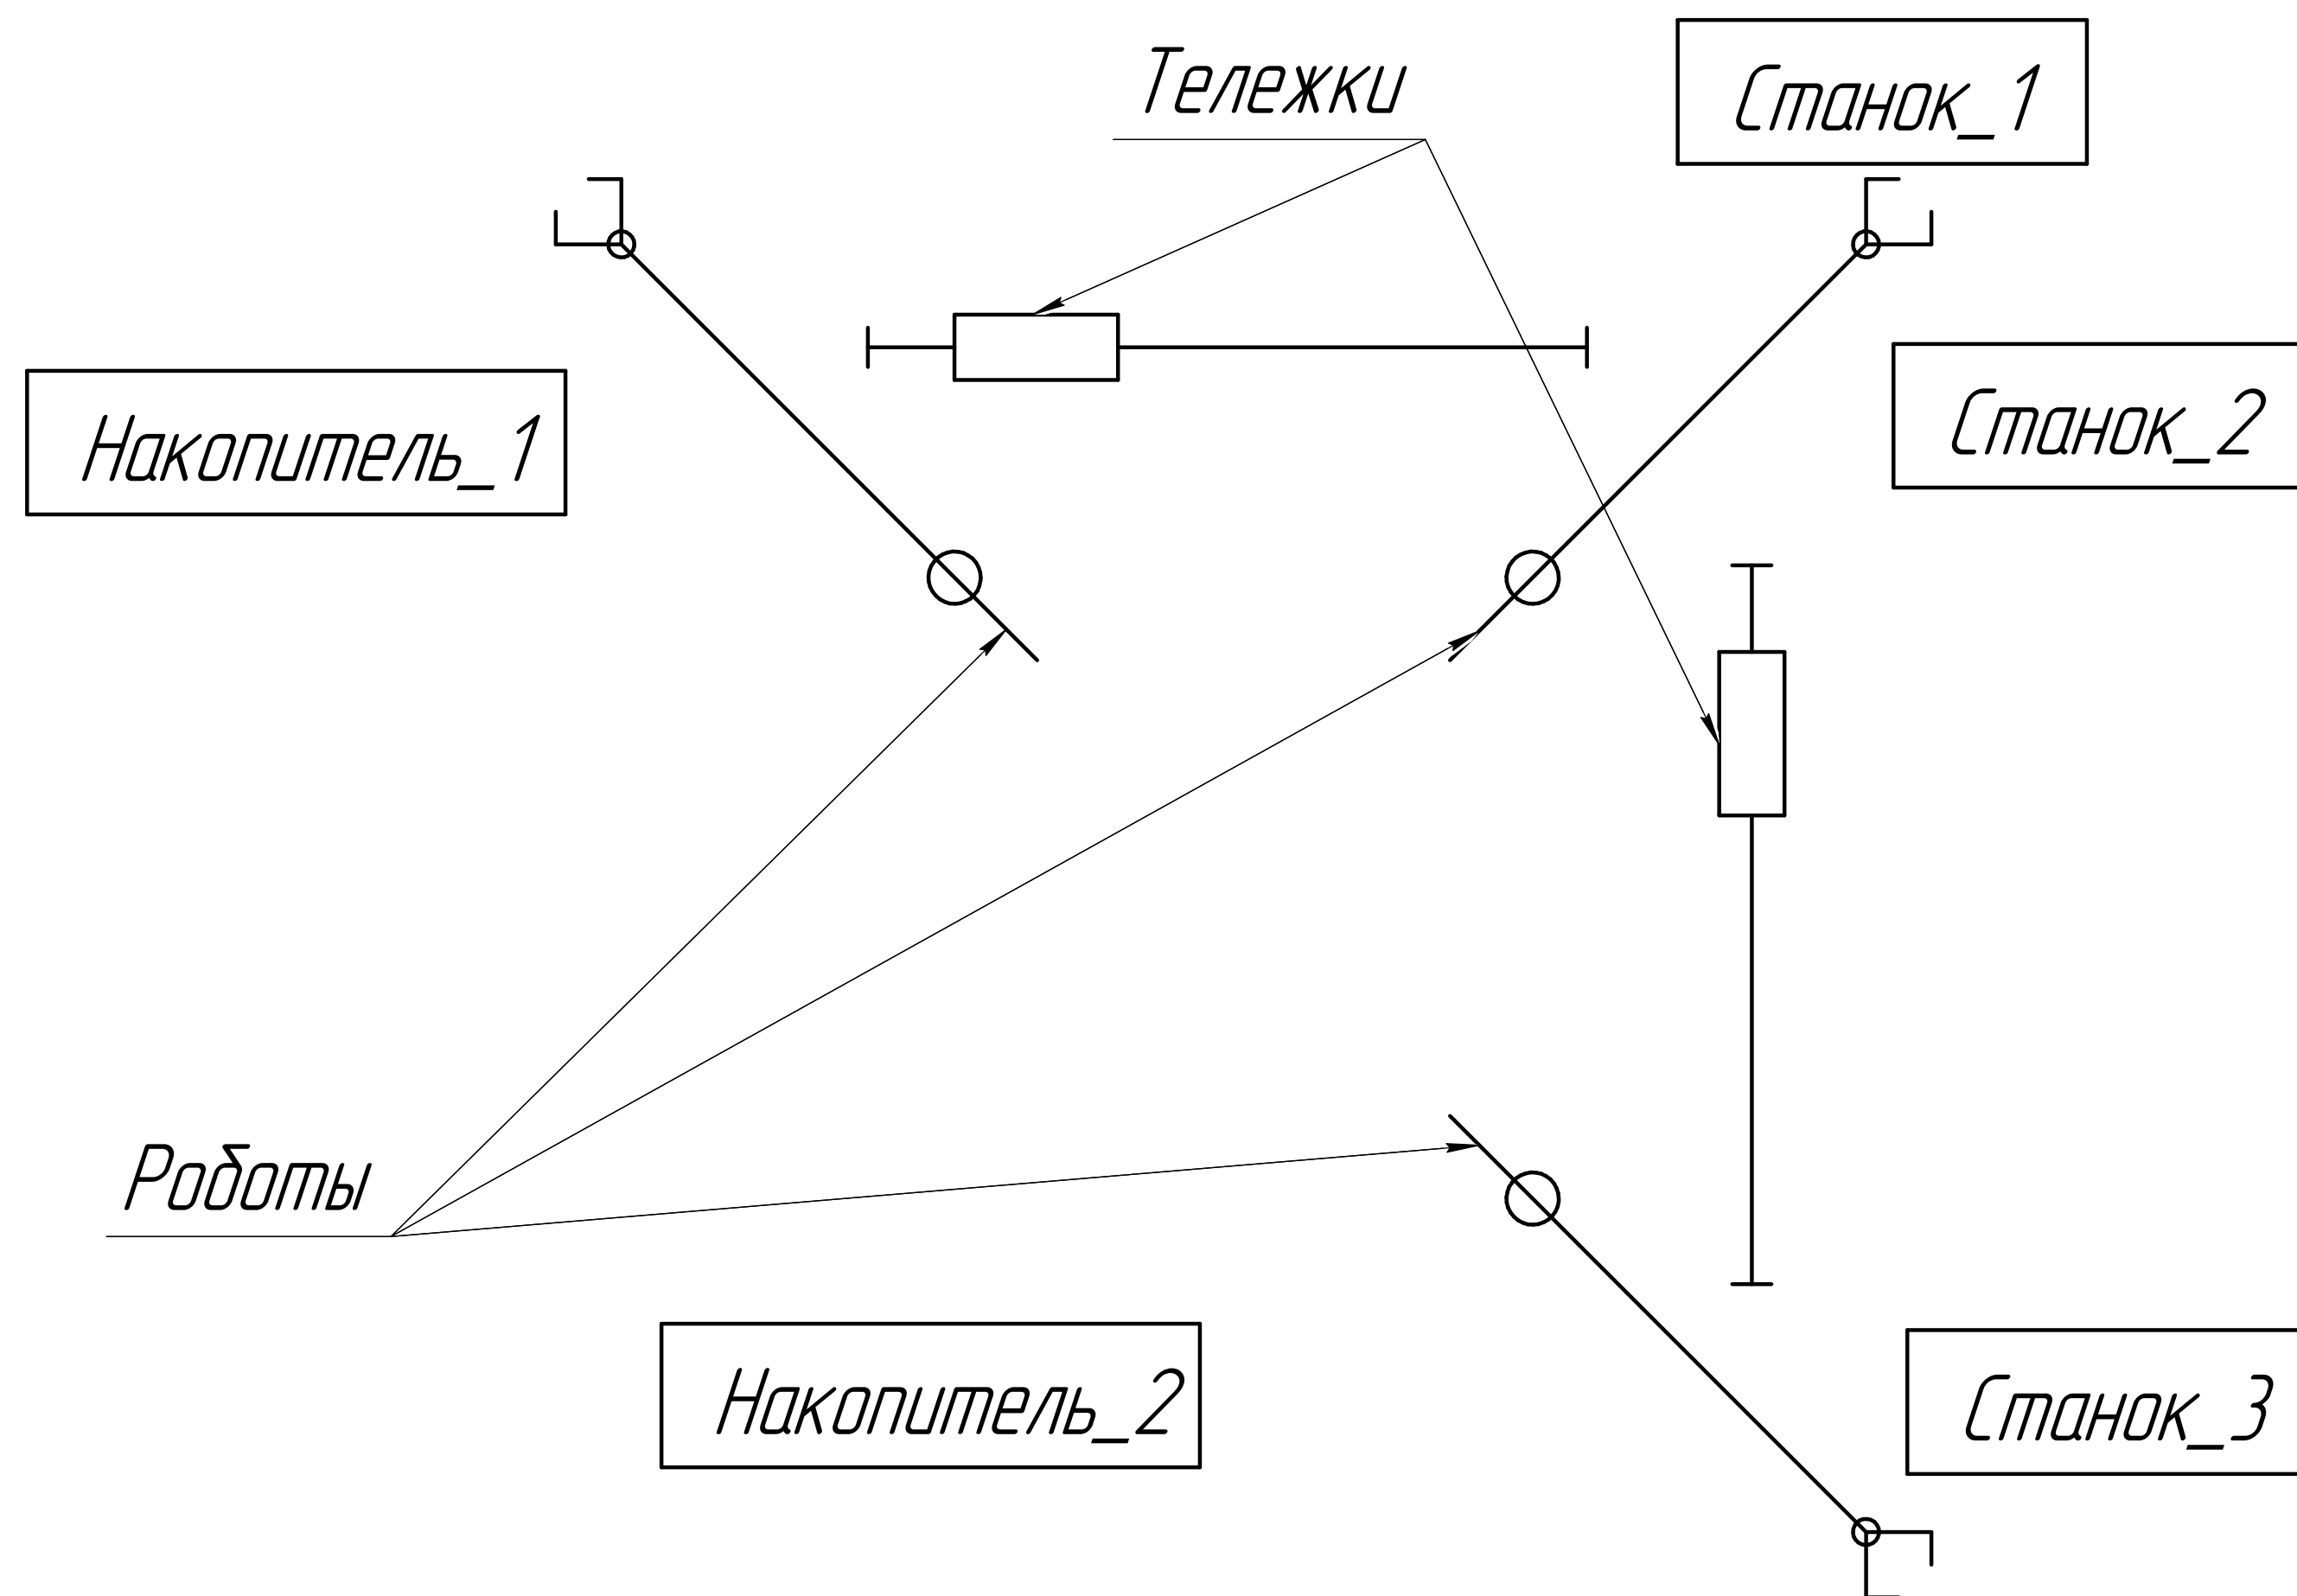 Тележки
Станок_1
Накопитель_1
Станок_2
Роботы
Накопитель_2
Станок_3